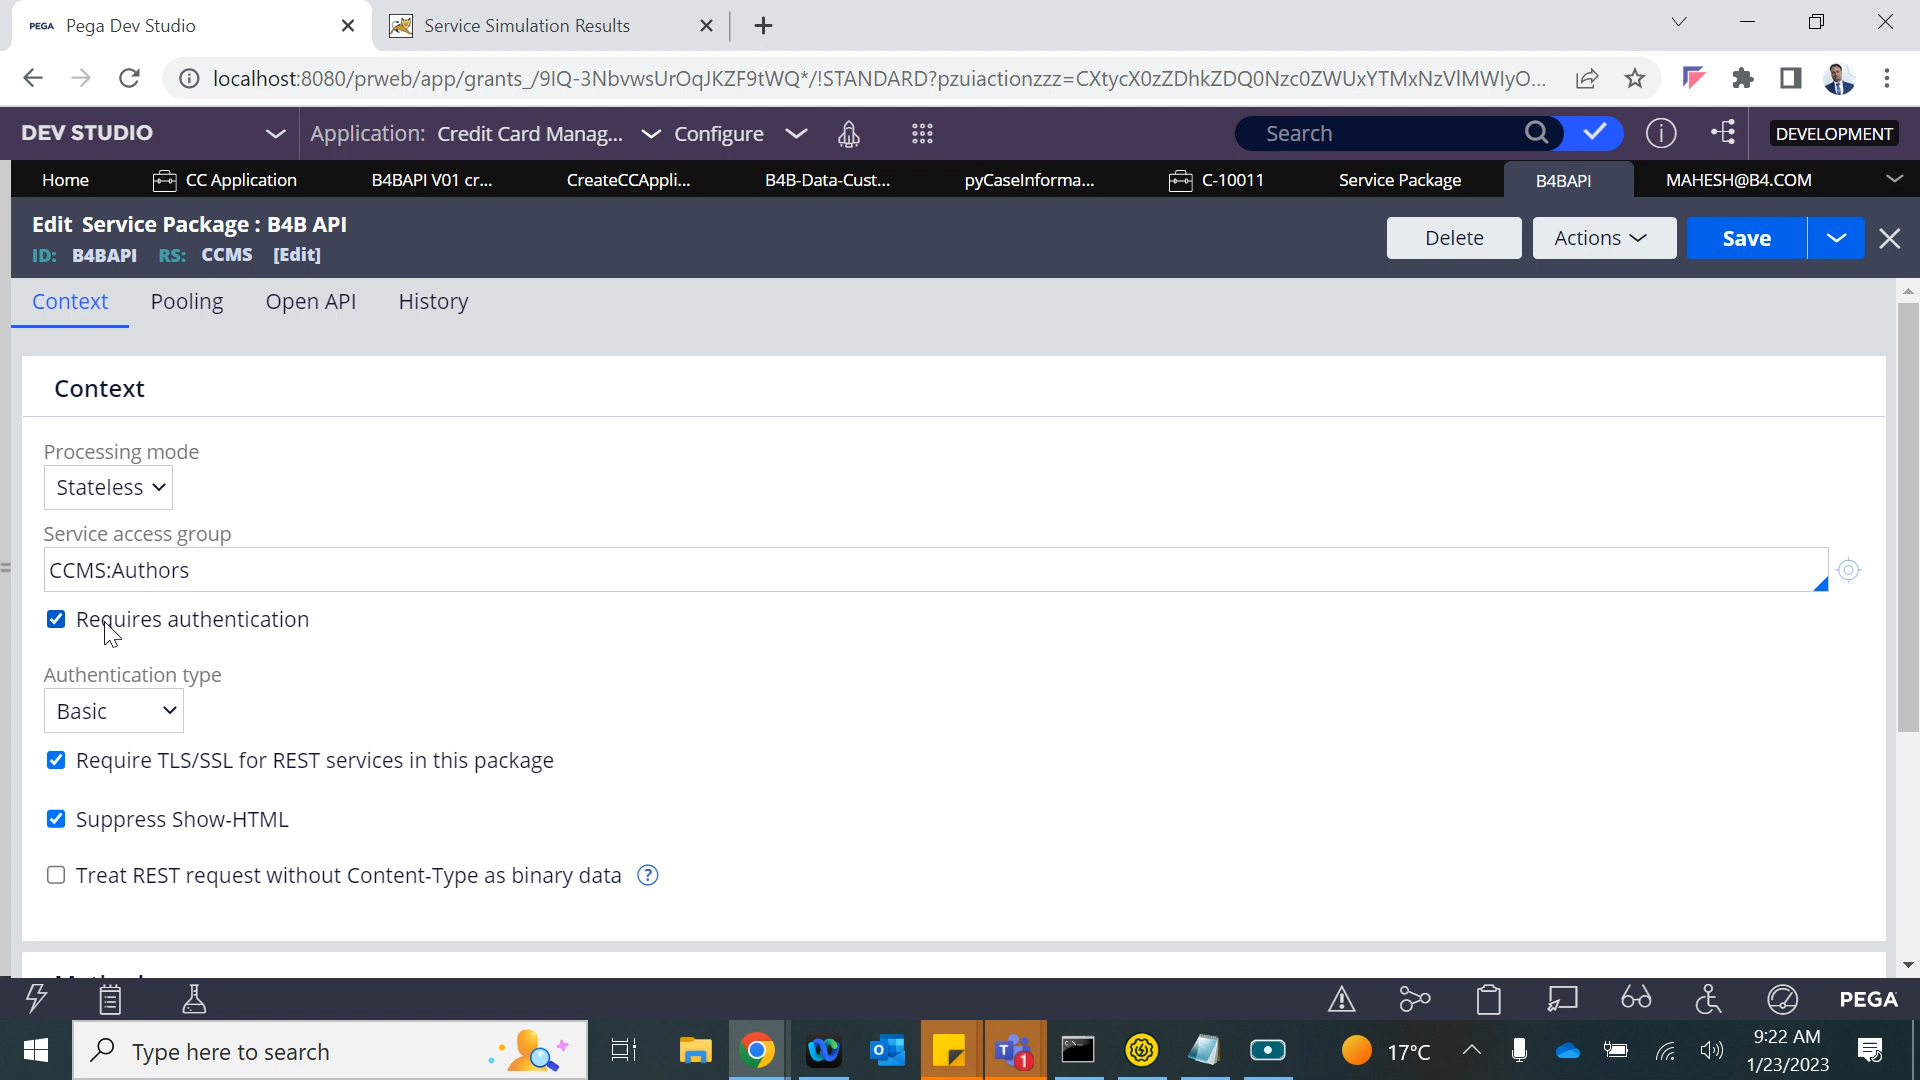 PEGA Pega Dev Studio
Service Simulation Results
localhost:8080/prweb/app/grants_/9IQ-3NbvwsUrOqJKZF9tWQ*/!STANDARD?pzuiactionzzz=CXtycX0zZDhkZDQ0Nzc0ZWUxYTMxNzVlMWIyO...
DEV STUDIO
Application: Credit Card Manag...
Configure
Search
DEVELOPMENT
Home
CC Application
B4BAPI V01 cr...
CreateCCAppli...
B4B-Data-Cust...
pyCaseInforma...
C-10011
Service Package
B4BAPI
MAHESH@B4.COM
Edit Service Package : B4B API
ID: B4BAPI RS: CCMS [Edit]
Delete
Actions
Save
Context
Pooling
Open API
History
Context
Processing mode
Stateless
Service access group
CCMS:Authors
Requires authentication
Authentication type
Basic
Require TLS/SSL for REST services in this package
Suppress Show-HTML
Treat REST request without Content-Type as binary data ?
PEGA
Type here to search
1
17°C
9:22 AM
1/23/2023